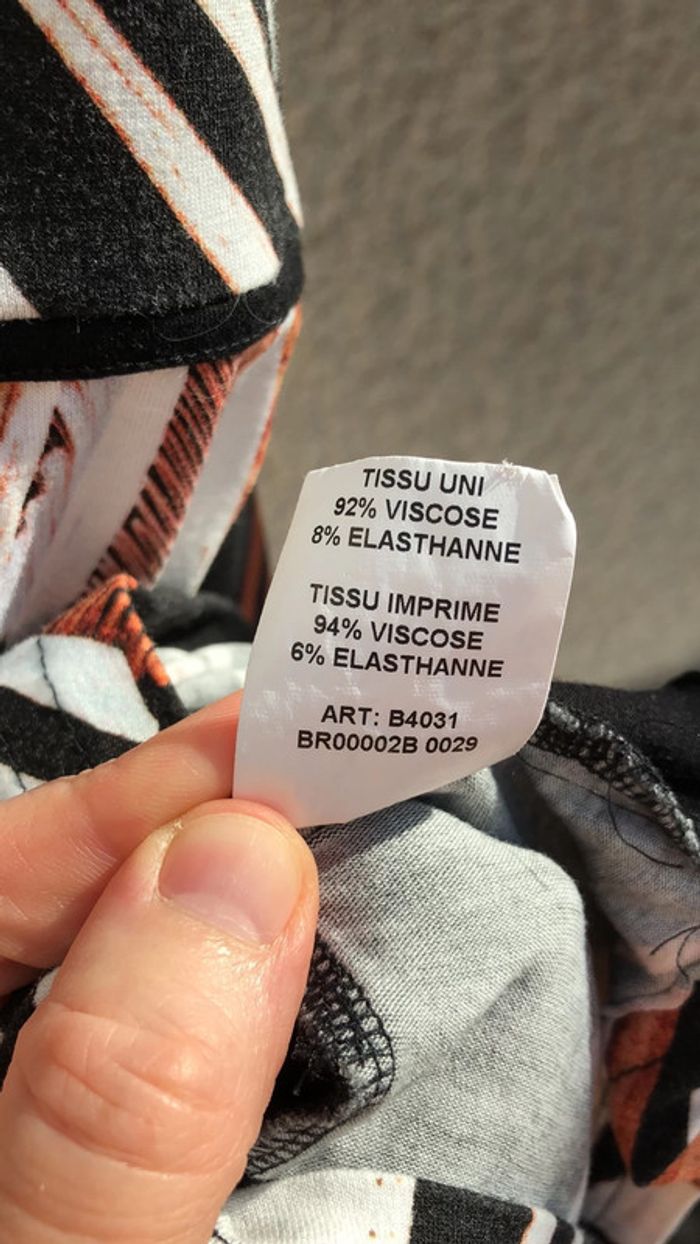 TISSU UNI
92% VISCOSE
8% ELASTHANNE
TISSU IMPRIME
94% VISCOSE
6% ELASTHANNE
ART: B4031
BR00002B 0029